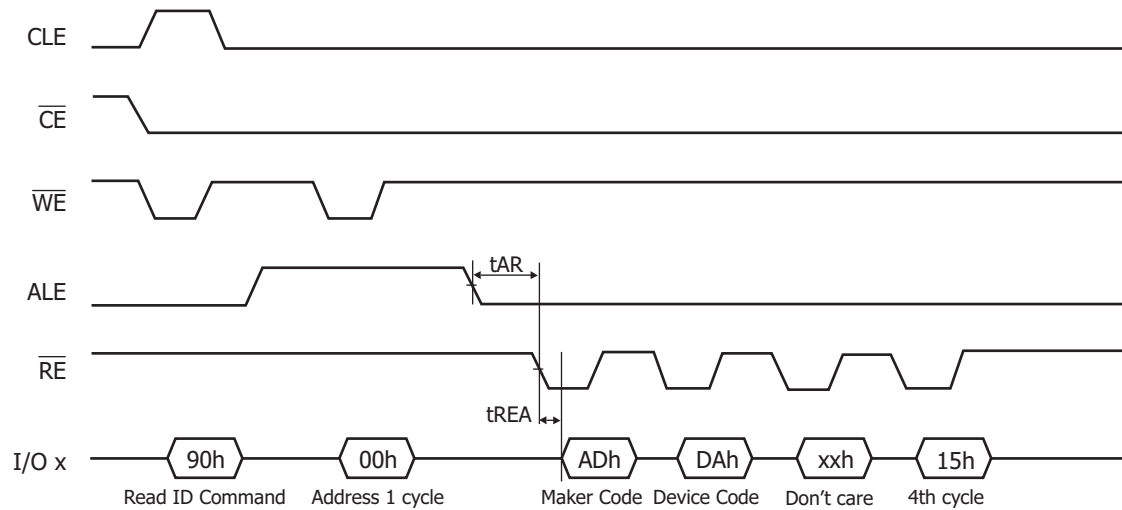 CLE
CE
WE
ALE
tAR
RE
tREA
I/O x
90h
00h
ADh
DAh
xxh
15h
Read ID Command
Address 1 cycle
Maker Code
Device Code
Don't care
4th cycle